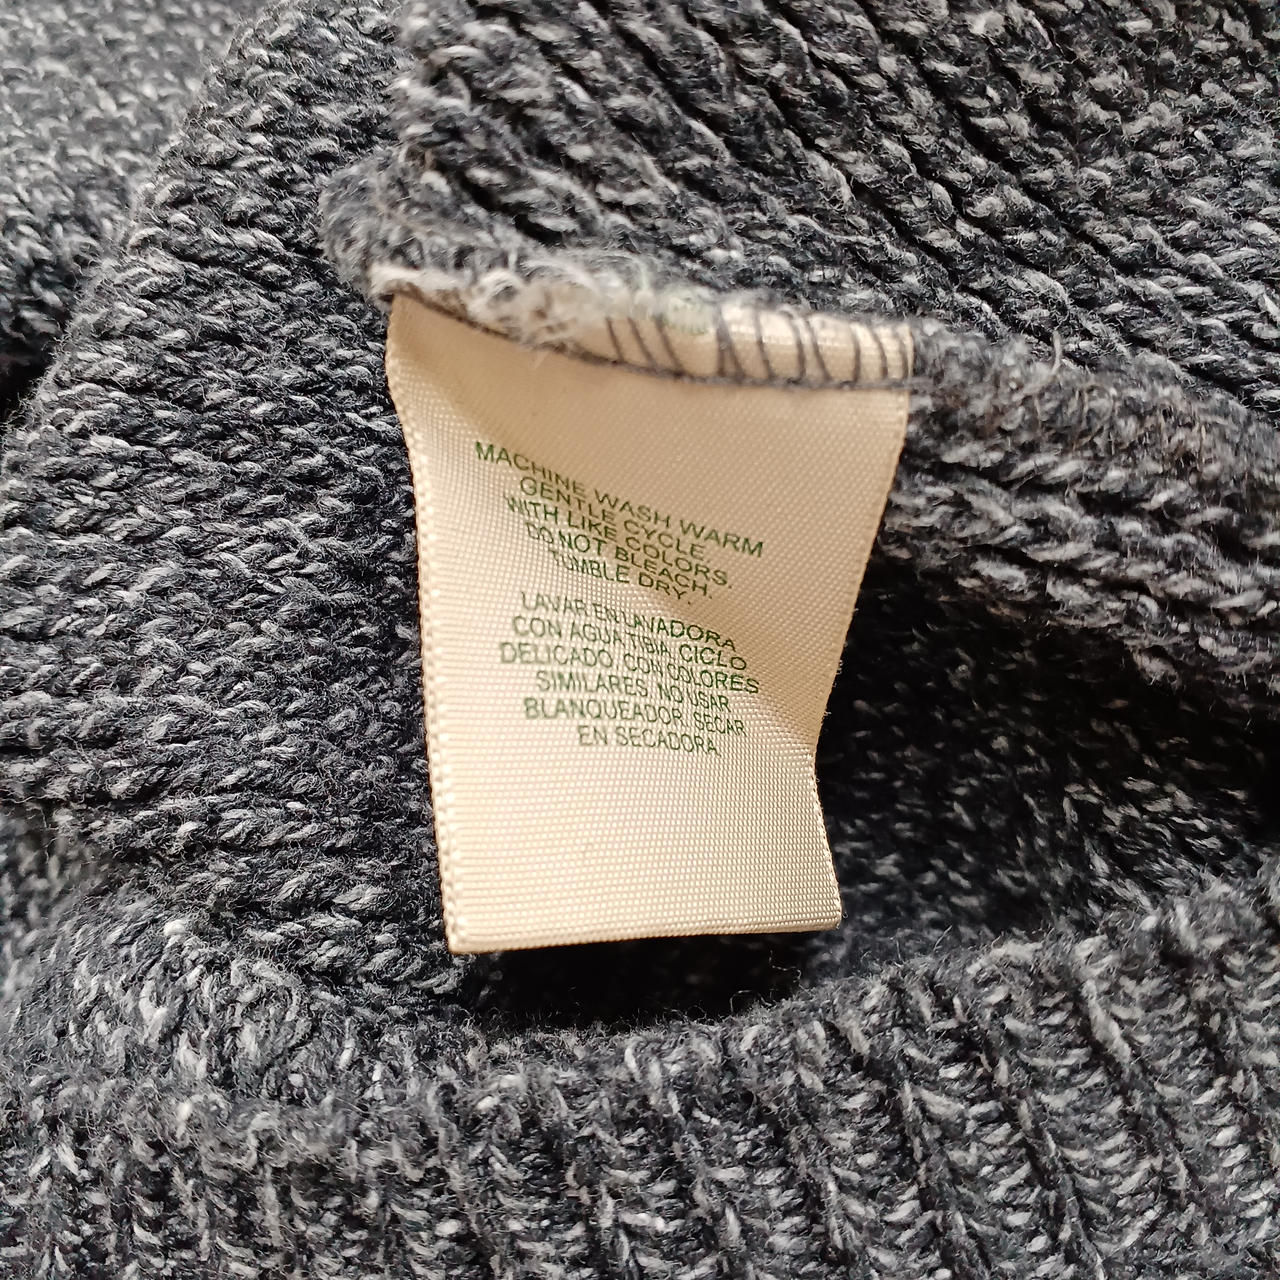 MACHINE WASH WARM
GENTLE CYCLE
WITH LIKE COLORS.
DO NOT BLEACH.
TUMBLE DRY.
LAVAR EN LAVADORA
CON AGUA TIBIA, CICLO
DELICADO, CON COLORES
SIMILARES, NO USAR
BLANQUEADOR, SECAR
EN SECADORA.